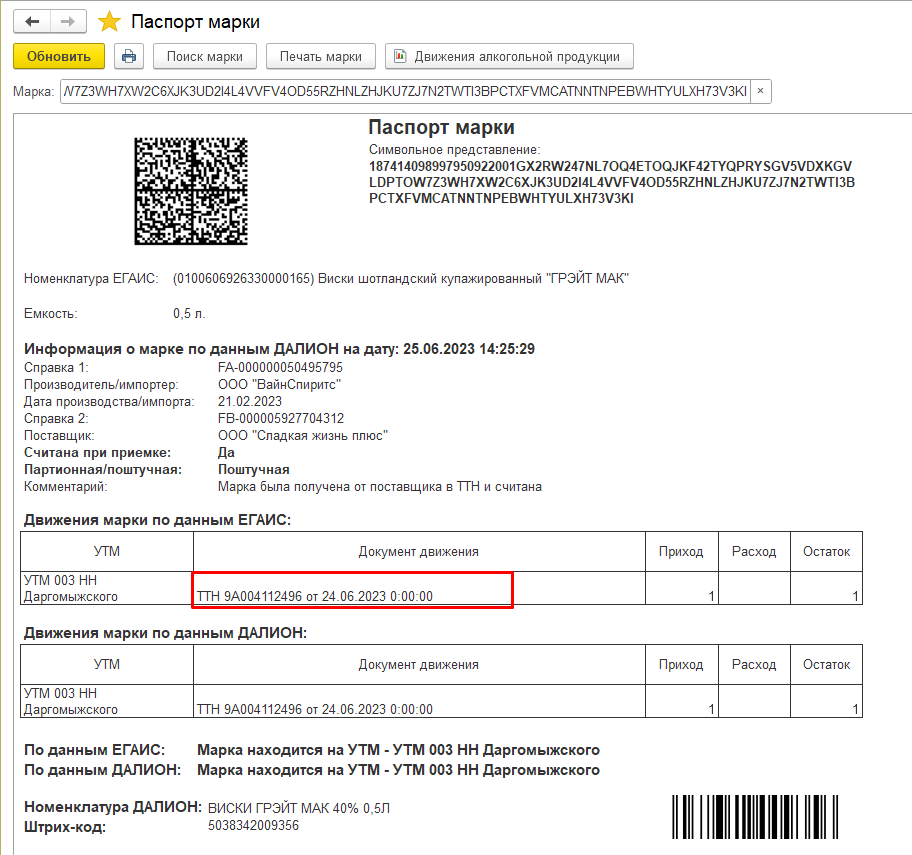 Паспорт марки
Обновить
Поиск марки
Печать марки
Движения алкогольной продукции
Марка: W7Z3WH7XW2C6XJK3UD2I4L4VVFV4OD55RZHNLZHJKU7ZJ7N2TWTI3BPCTXFVMCATNNTNPEBWHTYULXH73V3KI ×
Паспорт марки
Символьное представление:
187414098997950922001GX2RW247NL7OQ4ETOQJKF42TYQPRYSGV5VDXKGV
LDPTOW7Z3WH7XW2C6XJK3UD2I4L4VVFV4OD55RZHNLZHJKU7ZJ7N2TWTI3B
PCTXFVMCATNNTNPEBWHTYULXH73V3KI
Номенклатура ЕГАИС: (0100606926330000165) Виски шотландский купажированный "ГРЭЙТ МАК"
Емкость: 0,5 л.
Информация о марке по данным ДАЛИОН на дату: 25.06.2023 14:25:29
Справка 1: FA-000000050495795
Производитель/импортер: ООО "ВайнСпиритс"
Дата производства/импорта: 21.02.2023
Справка 2: FB-000005927704312
Поставщик: ООО "Сладкая жизнь плюс"
Считана при приемке: Да
Партионная/поштучная: Поштучная
Комментарий: Марка была получена от поставщика в ТТН и считана
Движения марки по данным ЕГАИС:
УТМ Документ движения Приход Расход Остаток
УТМ 003 НН
Даргомыжского ТТН 9А004112496 от 24.06.2023 0:00:00 1 1
Движения марки по данным ДАЛИОН:
УТМ Документ движения Приход Расход Остаток
УТМ 003 НН
Даргомыжского ТТН 9А004112496 от 24.06.2023 0:00:00 1 1
По данным ЕГАИС: Марка находится на УТМ - УТМ 003 НН Даргомыжского
По данным ДАЛИОН: Марка находится на УТМ - УТМ 003 НН Даргомыжского
Номенклатура ДАЛИОН: ВИСКИ ГРЭЙТ МАК 40% 0,5Л
Штрих-код: 5038342009356